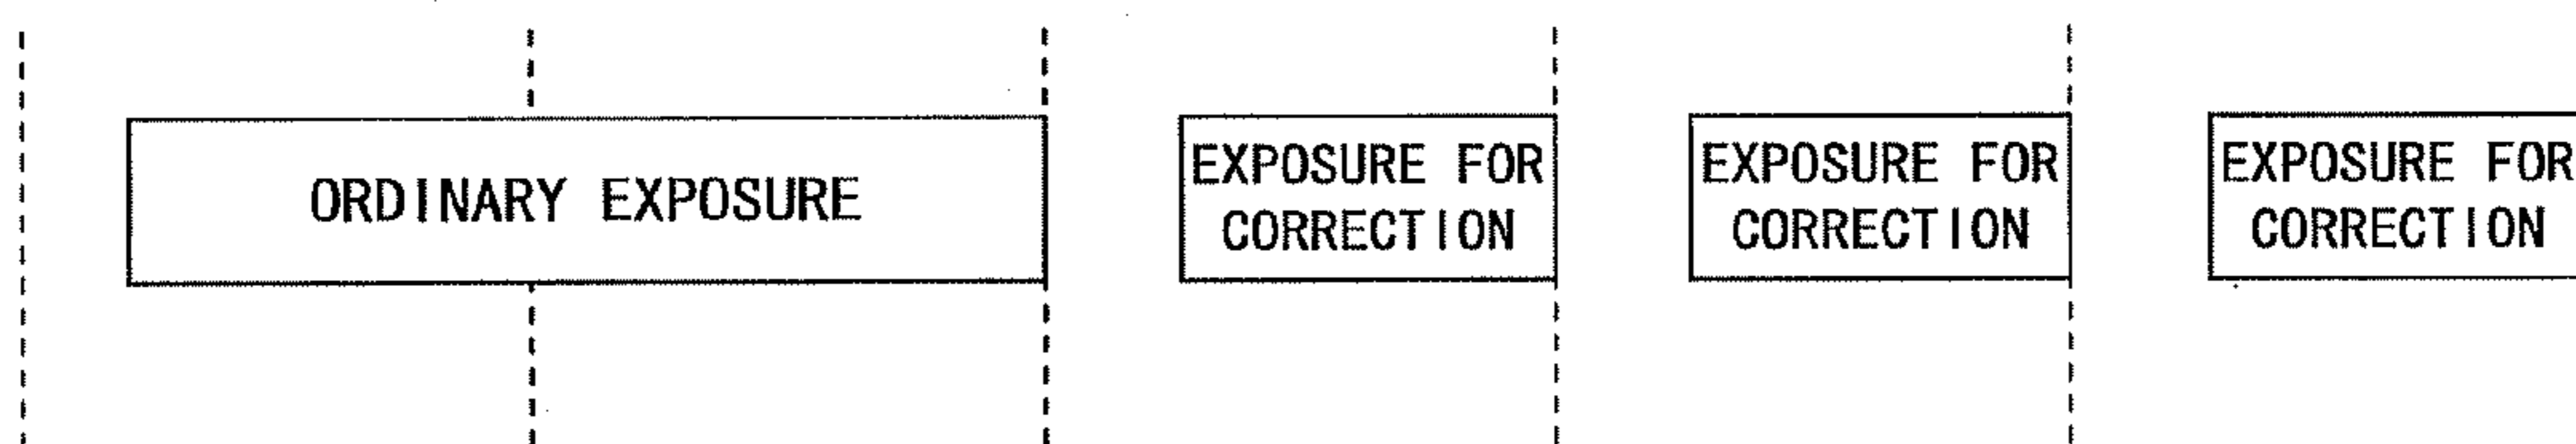 ORDINARY EXPOSURE
EXPOSURE FOR
CORRECTION
EXPOSURE FOR
CORRECTION
EXPOSURE FOR
CORRECTION